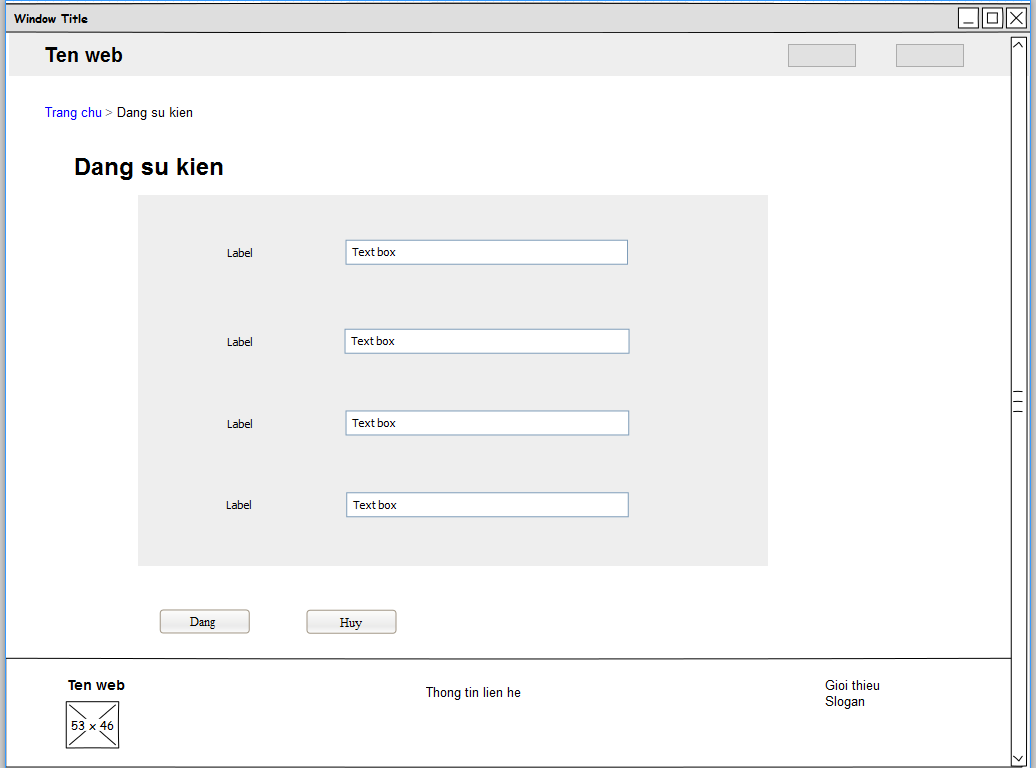 Window Title
Ten web
Trang chu > Dang su kien
Dang su kien
Label Text box
Label Text box
Label Text box
Label Text box
Dang Huy
Ten web
53 x 46
Thong tin lien he
Gioi thieu
Slogan